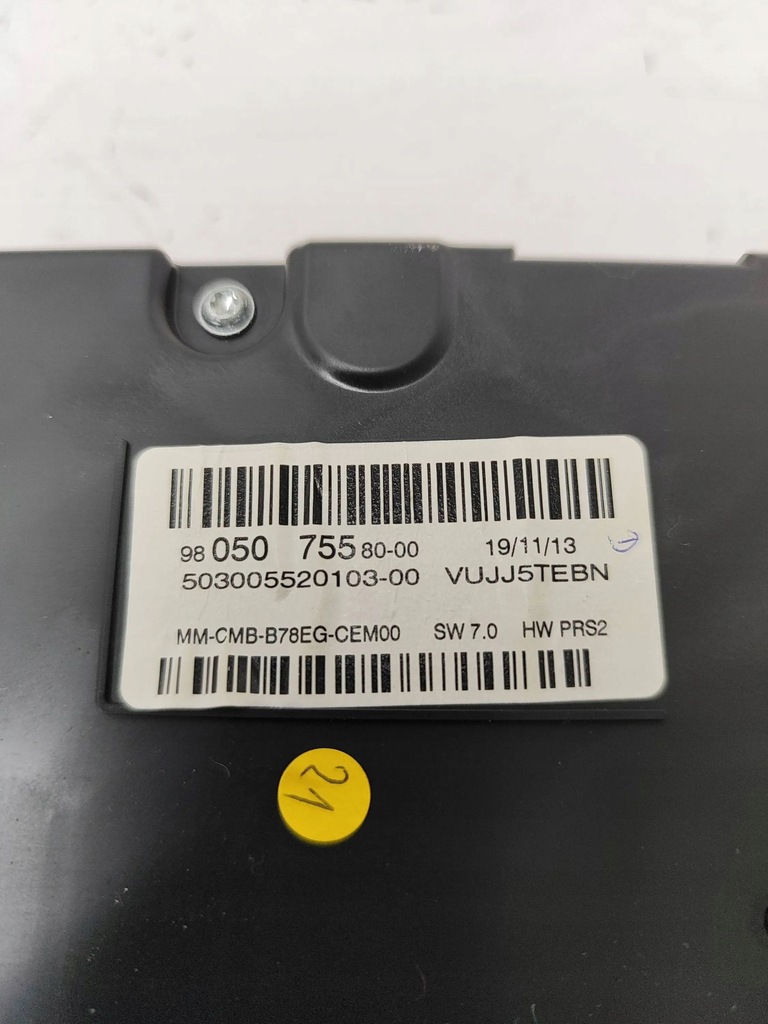 98 050 755 80-00 19/11/13
503005520103-00 VUJJ5TEBN
MM-CMB-B78EG-CEM00 SW 7.0 HW PRS2
21